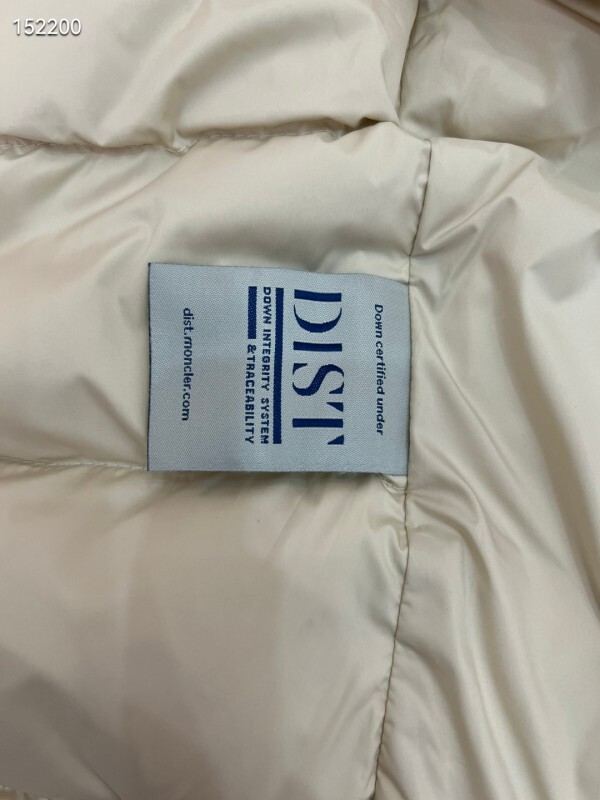 152200
Down certified under
DIST
DOWN INTEGRITY SYSTEM
& TRACEABILITY
dist.moncler.com